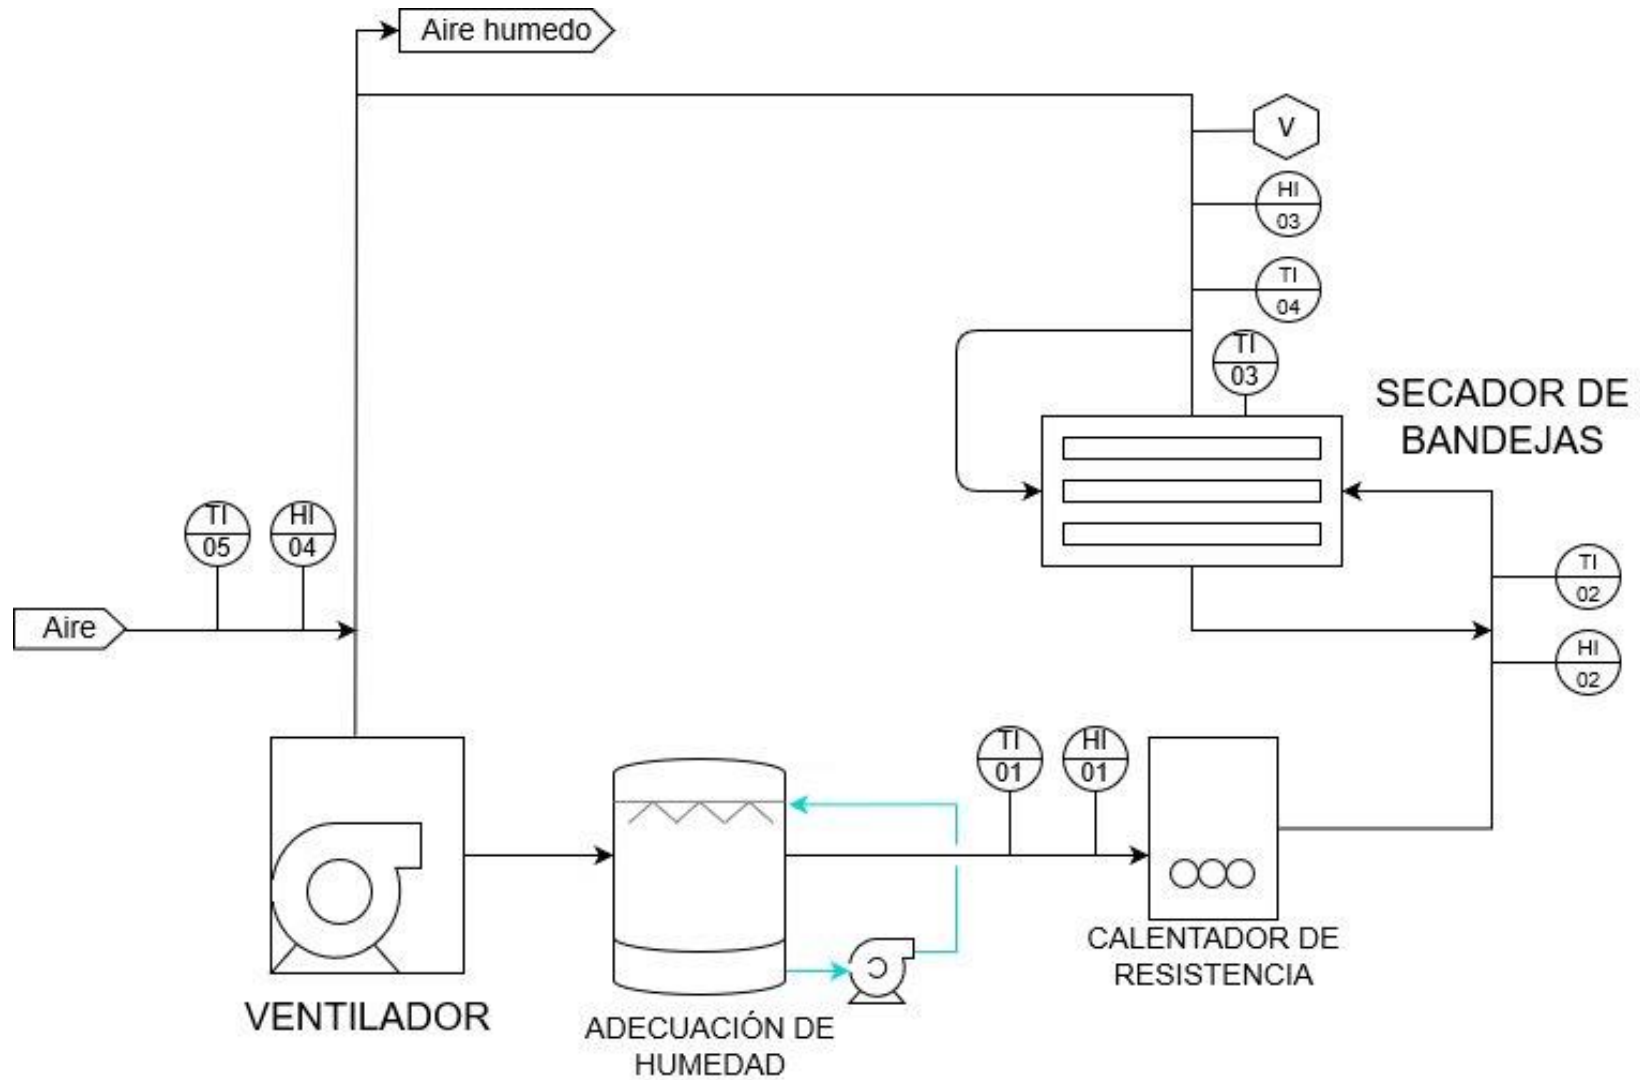 Aire humedo
V
HI
03
TI
04
TI
03
SECADOR DE
BANDEJAS
TI
05
HI
04
TI
02
Aire
HI
02
TI
01
HI
01
CALENTADOR DE
RESISTENCIA
VENTILADOR
ADECUACIÓN DE
HUMEDAD